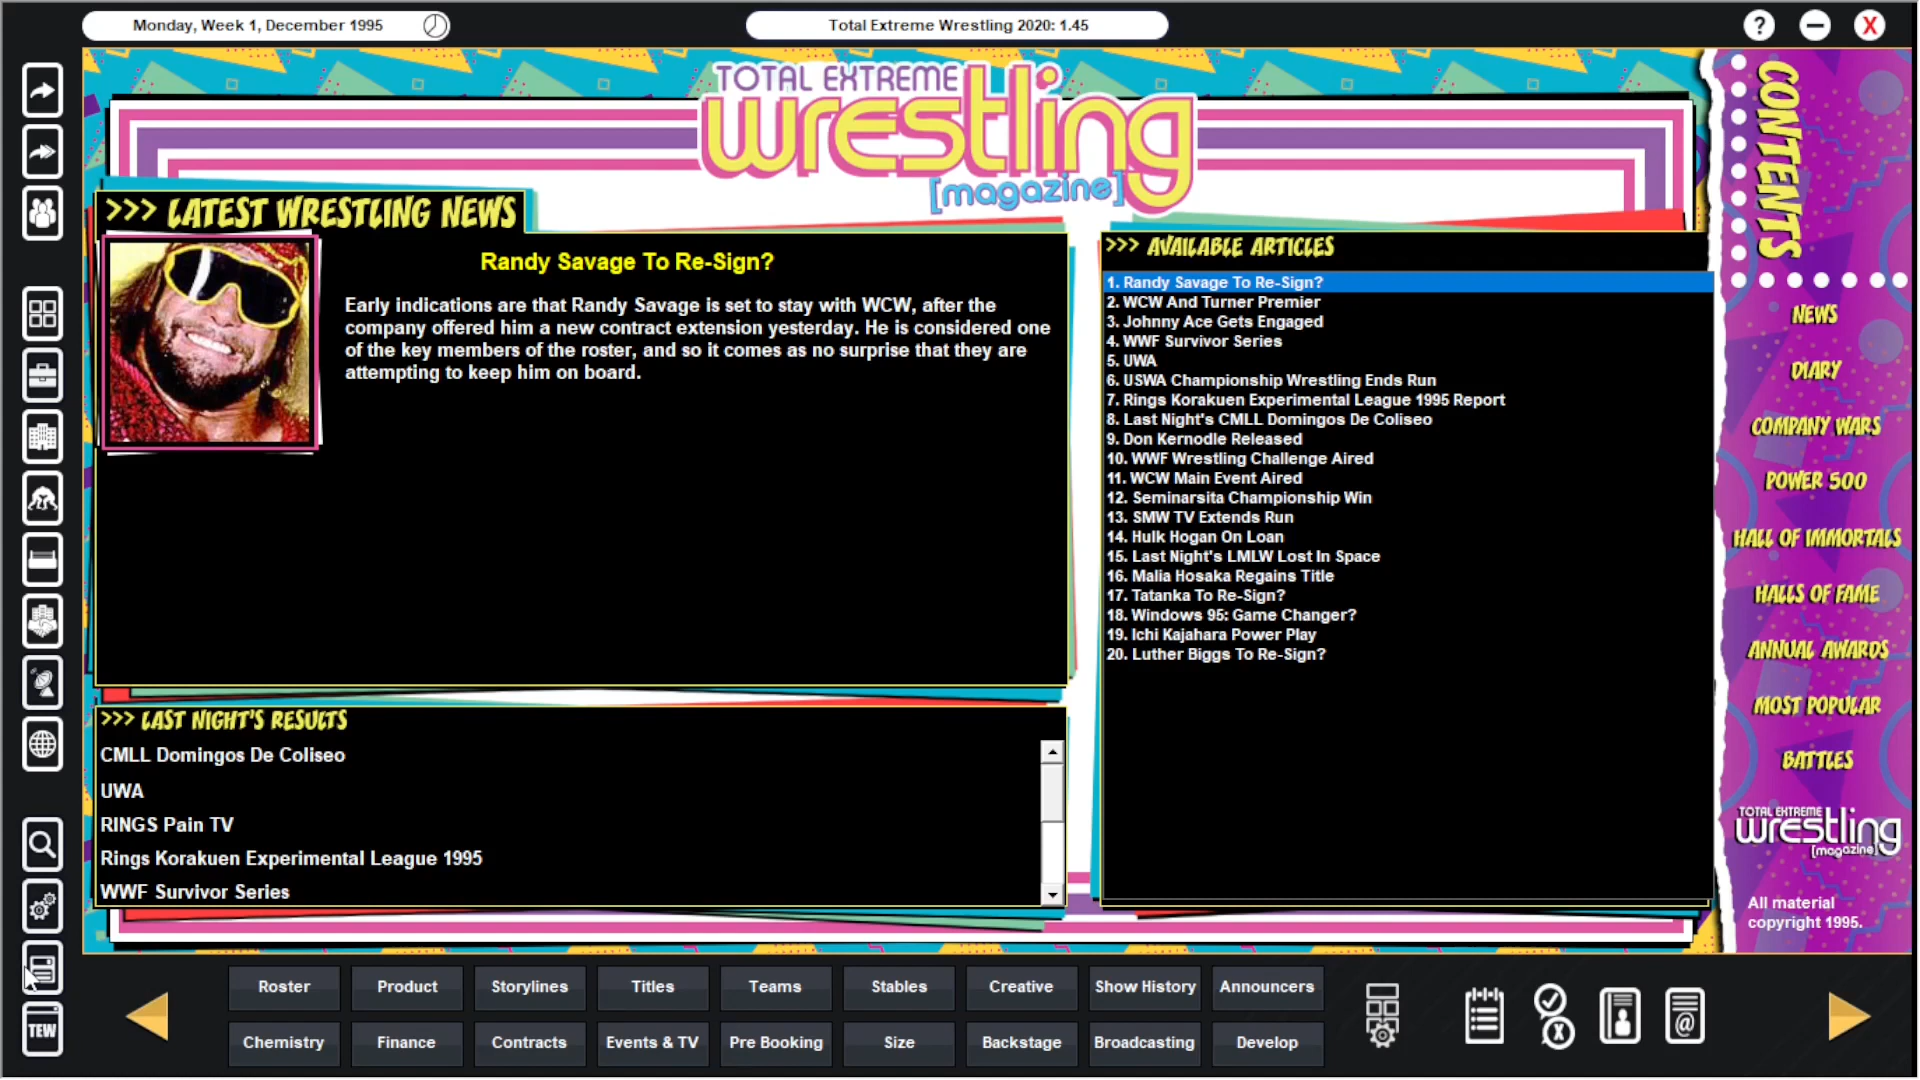 Monday, Week 1, December 1995
Total Extreme Wrestling 2020: 1.45
?
X
TOTAL EXTREME
wrestling
[magazine]
CONTENTS
>>> LATEST WRESTLING NEWS
Randy Savage To Re-Sign?
Early indications are that Randy Savage is set to stay with WCW, after the
company offered him a new contract extension yesterday. He is considered one
of the key members of the roster, and so it comes as no surprise that they are
attempting to keep him on board.
>>> AVAILABLE ARTICLES
1. Randy Savage To Re-Sign?
2. WCW And Turner Premier
3. Johnny Ace Gets Engaged
4. WWF Survivor Series
5. UWA
6. USWA Championship Wrestling Ends Run
7. Rings Korakuen Experimental League 1995 Report
8. Last Night's CMLL Domingos De Coliseo
9. Don Kernodle Released
10. WWF Wrestling Challenge Aired
11. WCW Main Event Aired
12. Seminarsita Championship Win
13. SMW TV Extends Run
14. Hulk Hogan On Loan
15. Last Night's LMLW Lost In Space
16. Malia Hosaka Regains Title
17. Tatanka To Re-Sign?
18. Windows 95: Game Changer?
19. Ichi Kajahara Power Play
20. Luther Biggs To Re-Sign?
NEWS
DIARY
COMPANY WARS
POWER 500
HALL OF IMMORTALS
HALLS OF FAME
ANNUAL AWARDS
MOST POPULAR
BATTLES
TOTAL EXTREME
wrestling
[magazine]
All material
copyright 1995.
>>> LAST NIGHT'S RESULTS
CMLL Domingos De Coliseo
UWA
RINGS Pain TV
Rings Korakuen Experimental League 1995
WWF Survivor Series
TEW
Roster
Product
Storylines
Titles
Teams
Stables
Creative
Show History
Announcers
Chemistry
Finance
Contracts
Events & TV
Pre Booking
Size
Backstage
Broadcasting
Develop
X
@